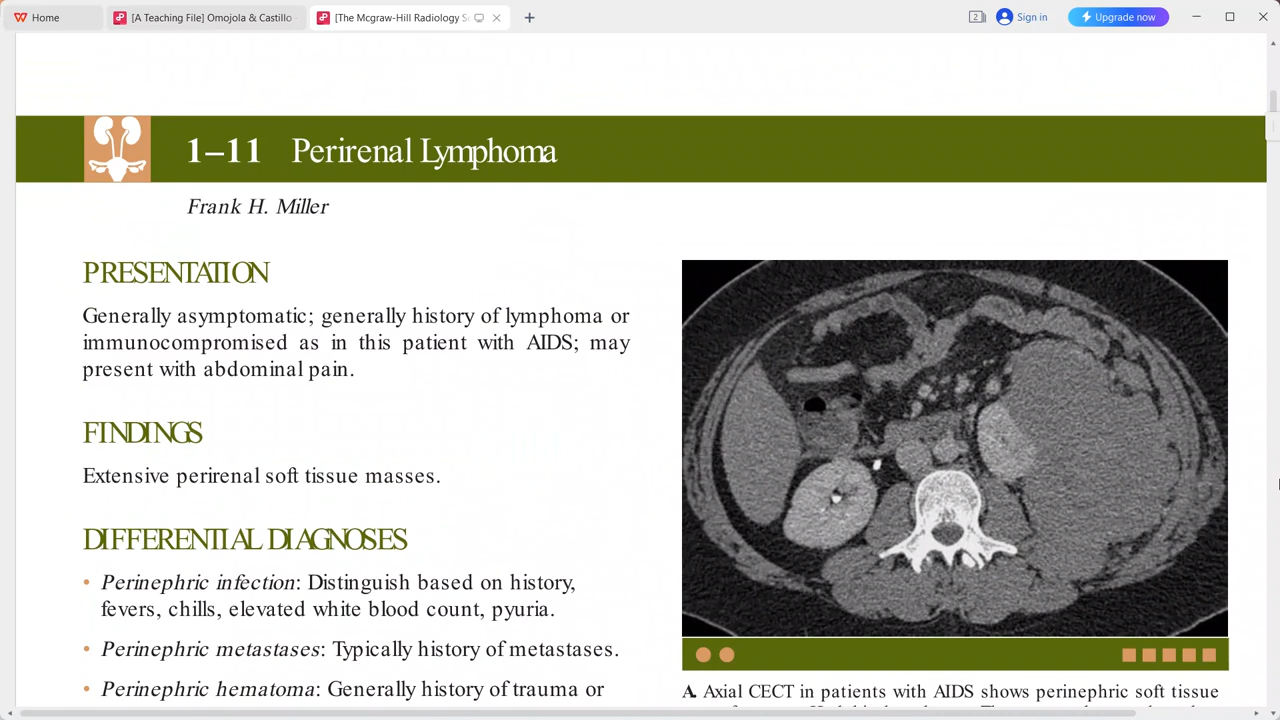 Home
[A Teaching File] Omojola & Castillo
[The Mcgraw-Hill Radiology S
2
Sign in
Upgrade now
1–11 Perirenal Lymphoma
Frank H. Miller
PRESENTATION
Generally asymptomatic; generally history of lymphoma or
immunocompromised as in this patient with AIDS; may
present with abdominal pain.
FINDINGS
Extensive perirenal soft tissue masses.
DIFFERENTIAL DIAGNOSES
• Perinephric infection: Distinguish based on history,
fevers, chills, elevated white blood count, pyuria.
• Perinephric metastases: Typically history of metastases.
• Perinephric hematoma: Generally history of trauma or
A. Axial CECT in patients with AIDS shows perinephric soft tissue